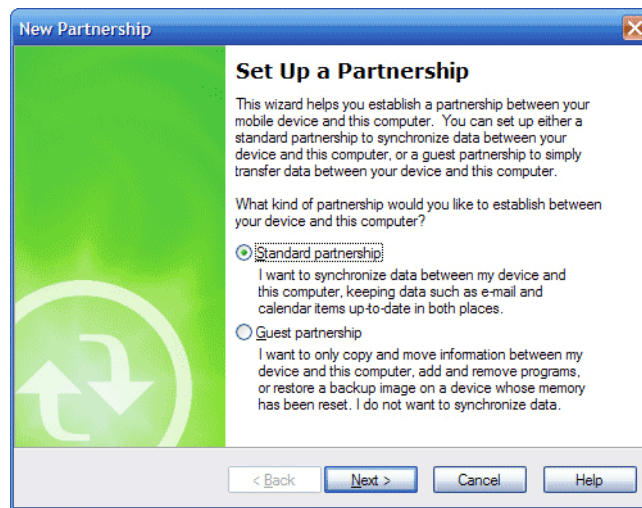 New Partnership
Set Up a Partnership
This wizard helps you establish a partnership between your
mobile device and this computer. You can set up either a
standard partnership to synchronize data between your
device and this computer, or a guest partnership to simply
transfer data between your device and this computer.
What kind of partnership would you like to establish between
your device and this computer?
Standard partnership
I want to synchronize data between my device and
this computer, keeping data such as e-mail and
calendar items up-to-date in both places.
Guest partnership
I want to only copy and move information between my
device and this computer, add and remove programs,
or restore a backup image on a device whose memory
has been reset. I do not want to synchronize data.
< Back Next > Cancel Help